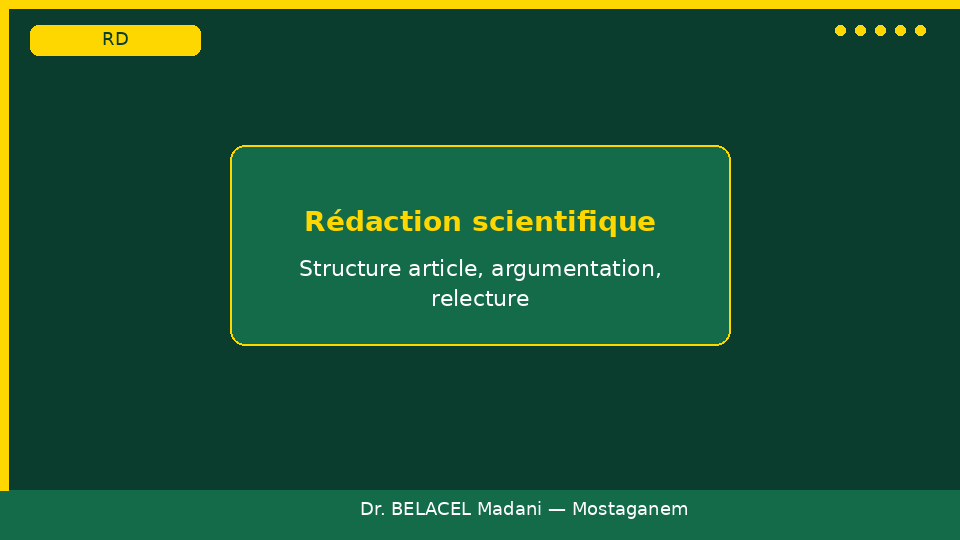 RD
Rédaction scientifique
Structure article, argumentation,
relecture
Dr. BELACEL Madani — Mostaganem